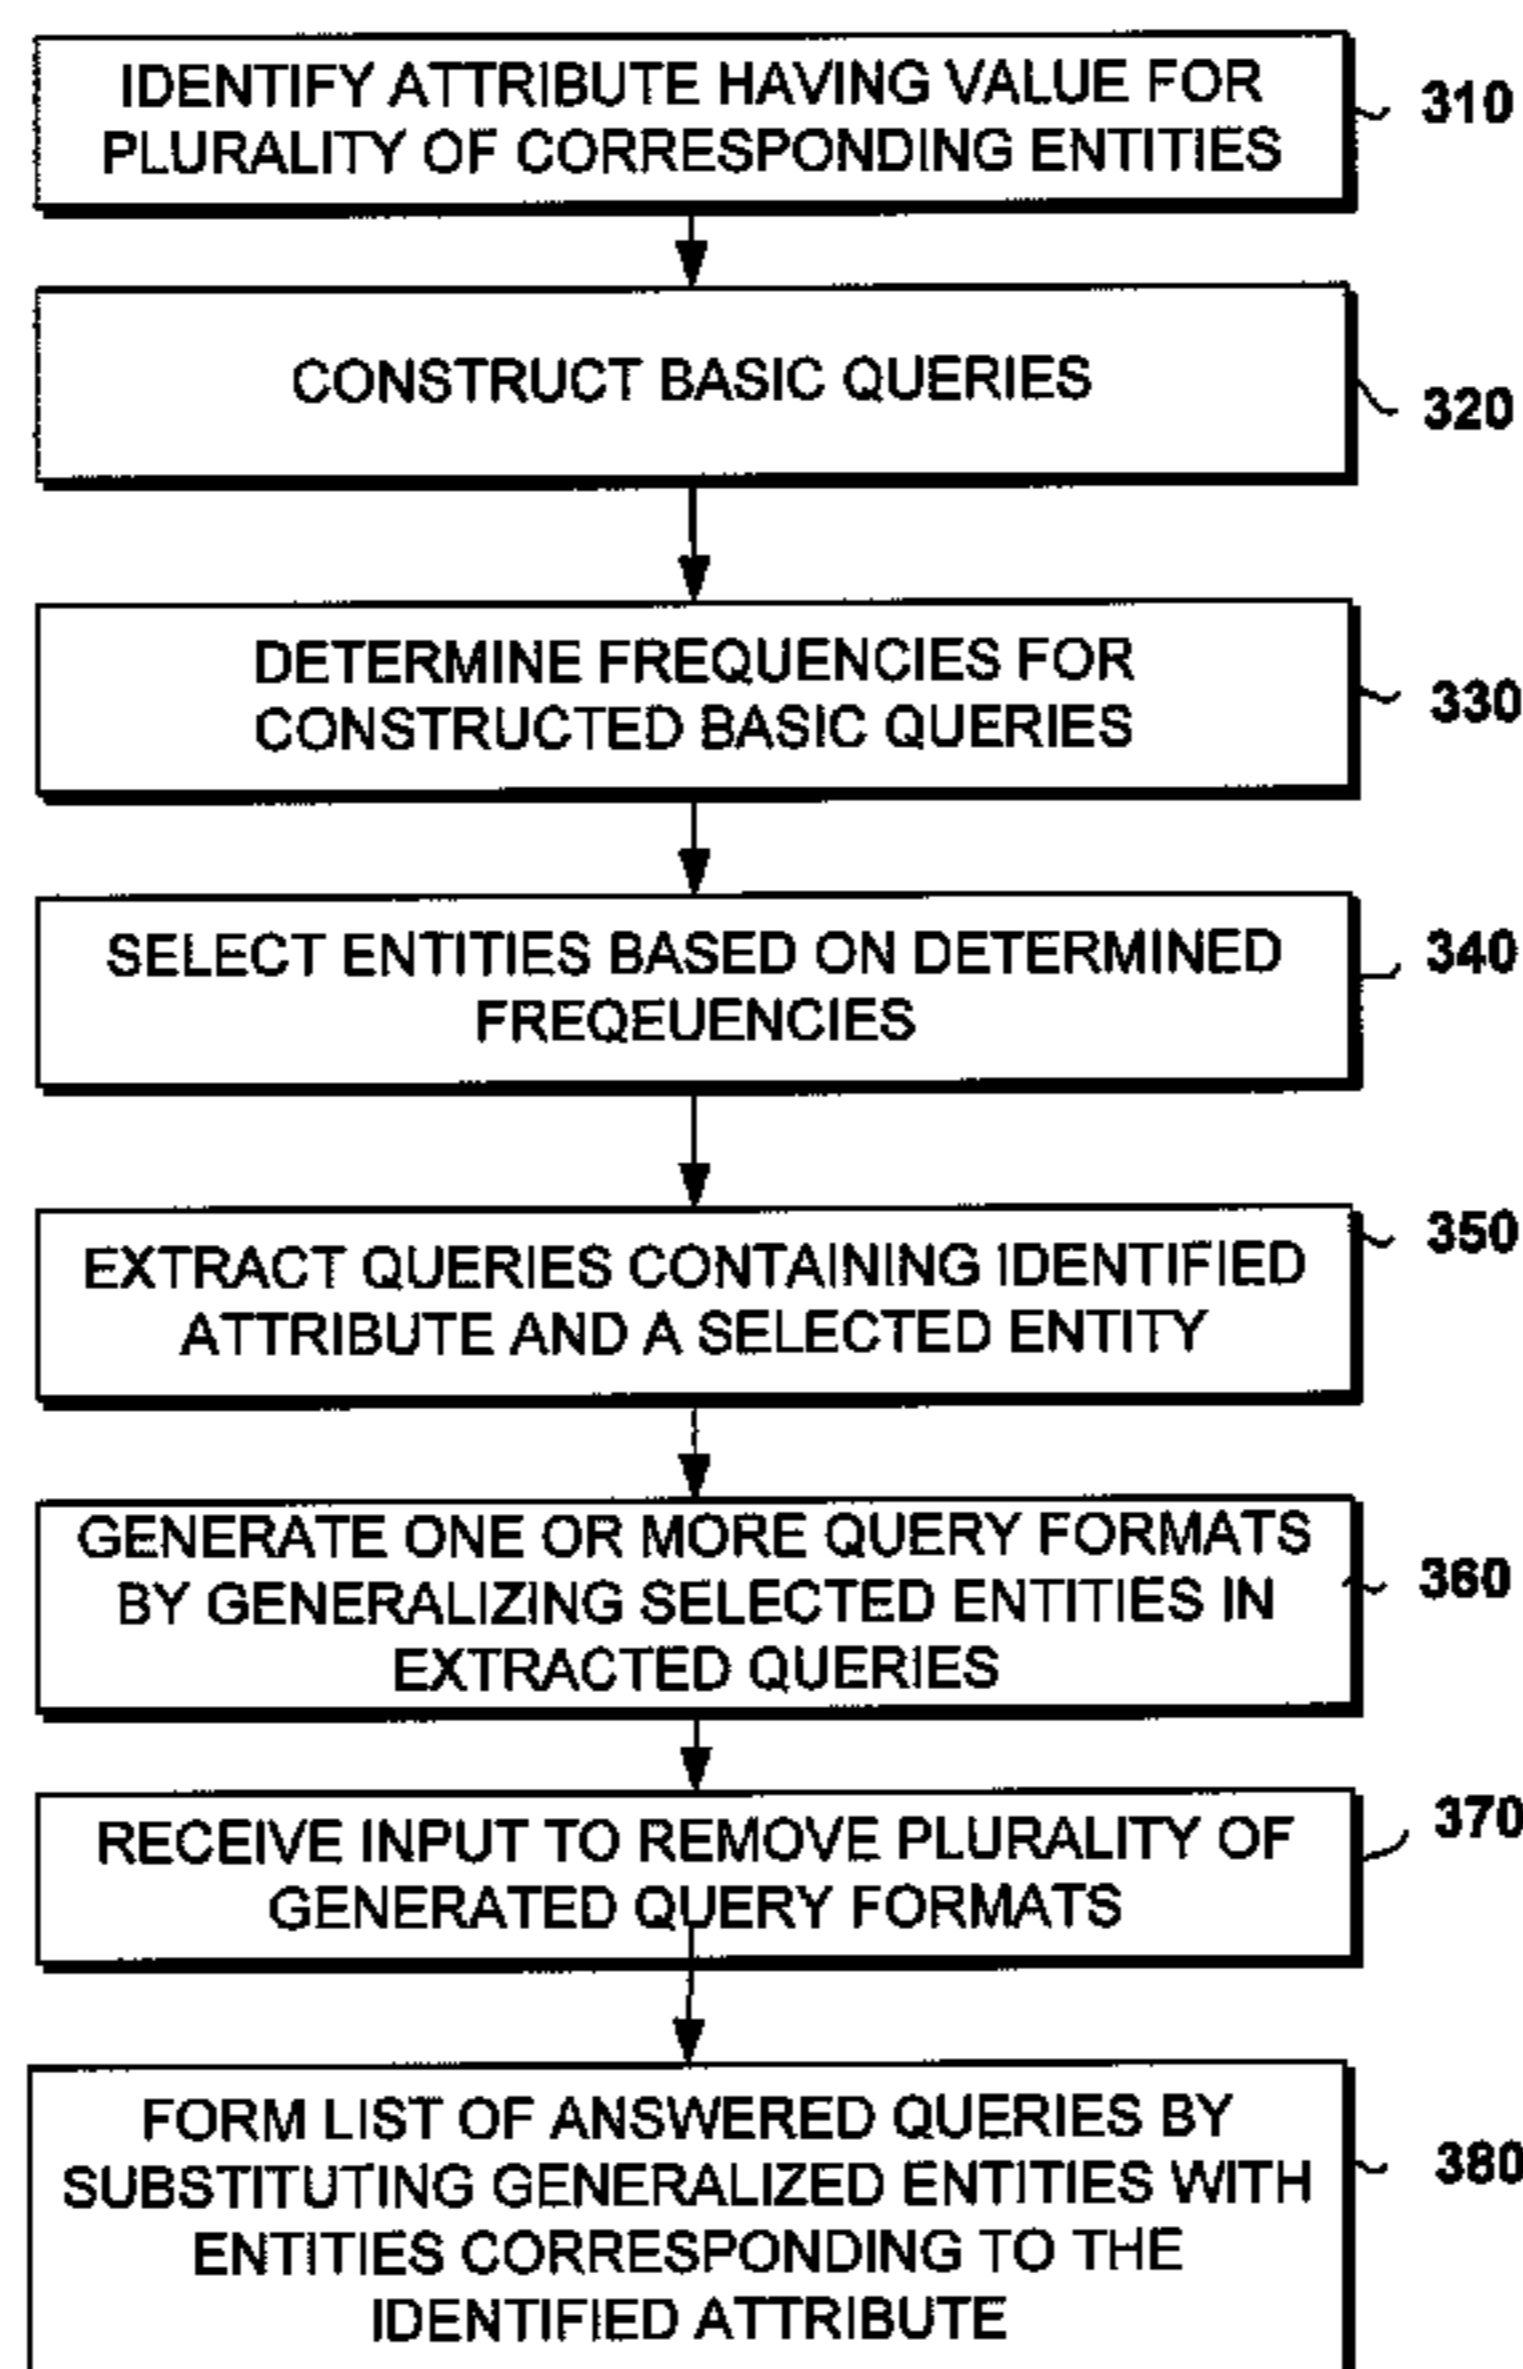 IDENTIFY ATTRIBUTE HAVING VALUE FOR
PLURALITY OF CORRESPONDING ENTITIES
310
CONSTRUCT BASIC QUERIES
320
DETERMINE FREQUENCIES FOR
CONSTRUCTED BASIC QUERIES
330
SELECT ENTITIES BASED ON DETERMINED
FREQEUENCIES
340
EXTRACT QUERIES CONTAINING IDENTIFIED
ATTRIBUTE AND A SELECTED ENTITY
350
GENERATE ONE OR MORE QUERY FORMATS
BY GENERALIZING SELECTED ENTITIES IN
EXTRACTED QUERIES
360
RECEIVE INPUT TO REMOVE PLURALITY OF
GENERATED QUERY FORMATS
370
FORM LIST OF ANSWERED QUERIES BY
SUBSTITUTING GENERALIZED ENTITIES WITH
ENTITIES CORRESPONDING TO THE
IDENTIFIED ATTRIBUTE
380